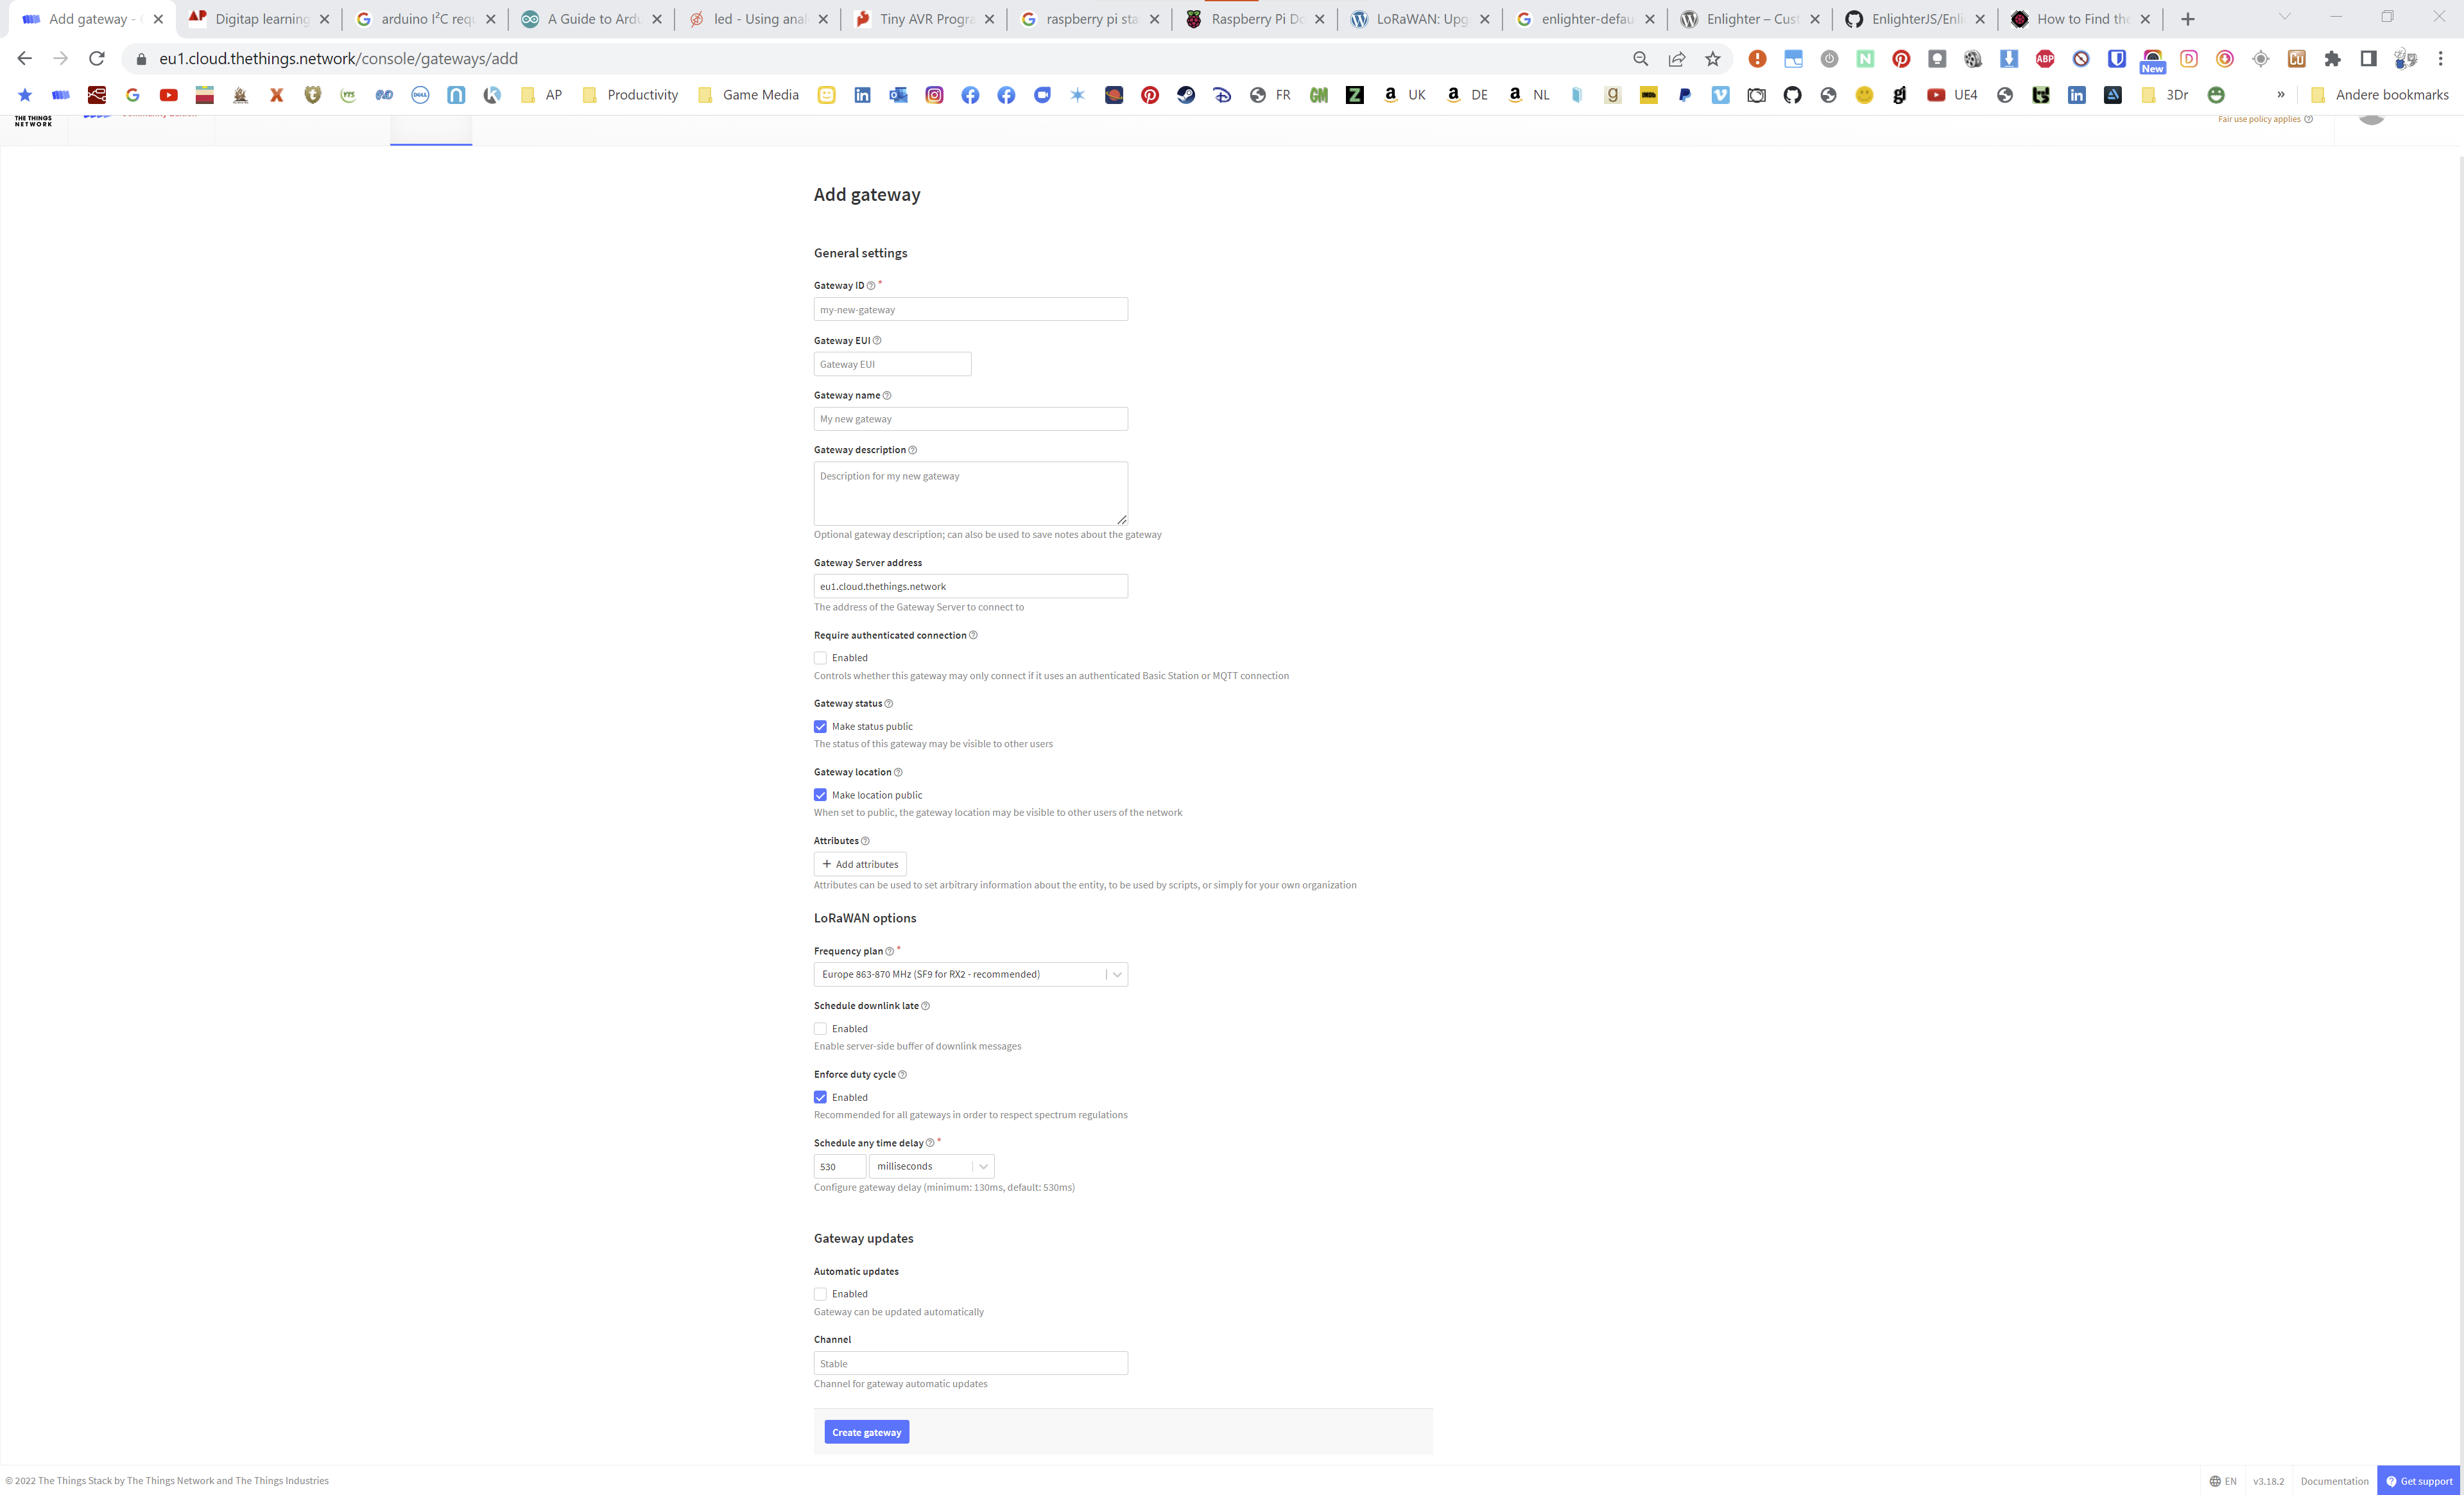 Add gateway -
Digitap learning
arduino I²C requ
A Guide to Ardu
led - Using anal
Tiny AVR Progra
raspberry pi sta
Raspberry Pi Do
LoRaWAN: Upg
enlighter-defau
Enlighter – Cust
EnlighterJS/Enli
How to Find the
eu1.cloud.thethings.network/console/gateways/add
ABP
New
AP
Productivity
Game Media
FR
UK
DE
NL
UE4
3Dr
»
Andere bookmarks
THE THINGS
NETWORK
Fair use policy applies
Add gateway
General settings
Gateway ID *
my-new-gateway
Gateway EUI
Gateway EUI
Gateway name
My new gateway
Gateway description
Description for my new gateway
Optional gateway description; can also be used to save notes about the gateway
Gateway Server address
eu1.cloud.thethings.network
The address of the Gateway Server to connect to
Require authenticated connection
Enabled
Controls whether this gateway may only connect if it uses an authenticated Basic Station or MQTT connection
Gateway status
Make status public
The status of this gateway may be visible to other users
Gateway location
Make location public
When set to public, the gateway location may be visible to other users of the network
Attributes
+ Add attributes
Attributes can be used to set arbitrary information about the entity, to be used by scripts, or simply for your own organization
LoRaWAN options
Frequency plan *
Europe 863-870 MHz (SF9 for RX2 - recommended)
Schedule downlink late
Enabled
Enable server-side buffer of downlink messages
Enforce duty cycle
Enabled
Recommended for all gateways in order to respect spectrum regulations
Schedule any time delay *
530 milliseconds
Configure gateway delay (minimum: 130ms, default: 530ms)
Gateway updates
Automatic updates
Enabled
Gateway can be updated automatically
Channel
Stable
Channel for gateway automatic updates
Create gateway
© 2022 The Things Stack by The Things Network and The Things Industries
EN
v3.18.2
Documentation
Get support